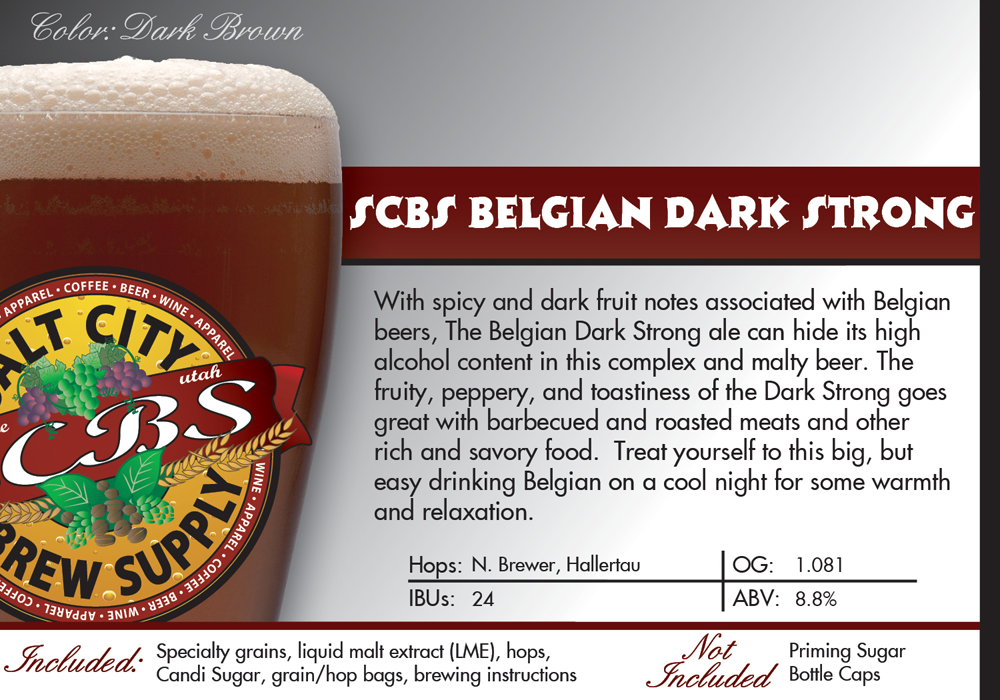 Color: Dark Brown
SCBS BELGIAN DARK STRONG
With spicy and dark fruit notes associated with Belgian
beers, The Belgian Dark Strong ale can hide its high
alcohol content in this complex and malty beer. The
fruity, peppery, and toastiness of the Dark Strong goes
great with barbecued and roasted meats and other
rich and savory food.  Treat yourself to this big, but
easy drinking Belgian on a cool night for some warmth
and relaxation.
Hops: N. Brewer, Hallertau
OG: 1.081
IBUs: 24
ABV: 8.8%
APPAREL • COFFEE • BEER • WINE • APPAREL
ALT CITY
utah
CBS
BREW SUPPLY
WINE • APPAREL • COFFEE • BEER • WINE • APPAREL • COFFE
Included: Specialty grains, liquid malt extract (LME), hops,
Candi Sugar, grain/hop bags, brewing instructions
Not Included
Priming Sugar
Bottle Caps